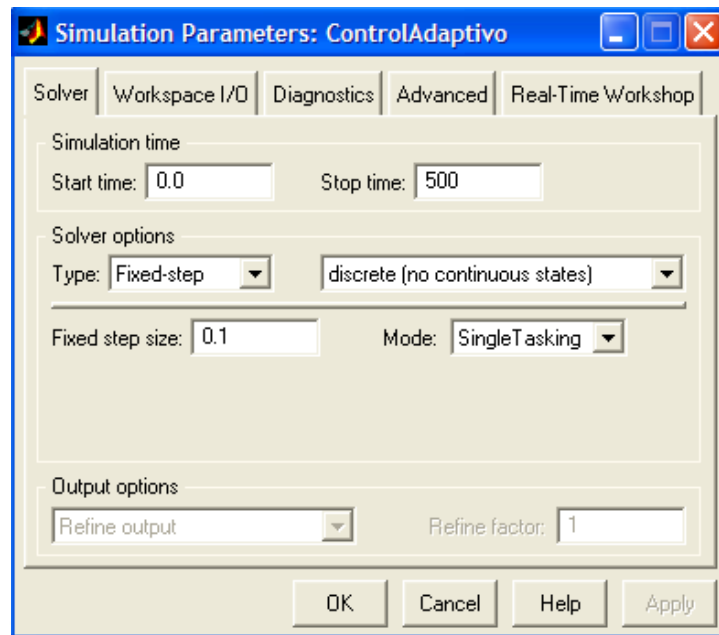 Simulation Parameters: ControlAdaptivo
Solver Workspace I/O Diagnostics Advanced Real-Time Workshop
Simulation time
Start time: 0.0 Stop time: 500
Solver options
Type: Fixed-step discrete (no continuous states)
Fixed step size: 0.1 Mode: SingleTasking
Output options
Refine output Refine factor: 1
OK Cancel Help Apply